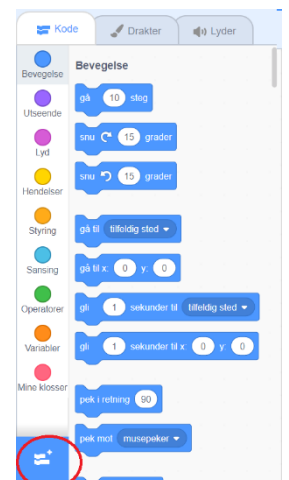 Kode
Drakter
Lyder
Bevegelse
Utseende
Lyd
Hendelser
Styring
Sansing
Operatorer
Variabler
Mine klosser
Bevegelse
gå 10 steg
snu 15 grader
snu 15 grader
gå til tilfeldig sted
gå til x: 0 y: 0
gli 1 sekunder til tilfeldig sted
gli 1 sekunder til x 0 y: 0
pek i retning 90
pek mot musepeker